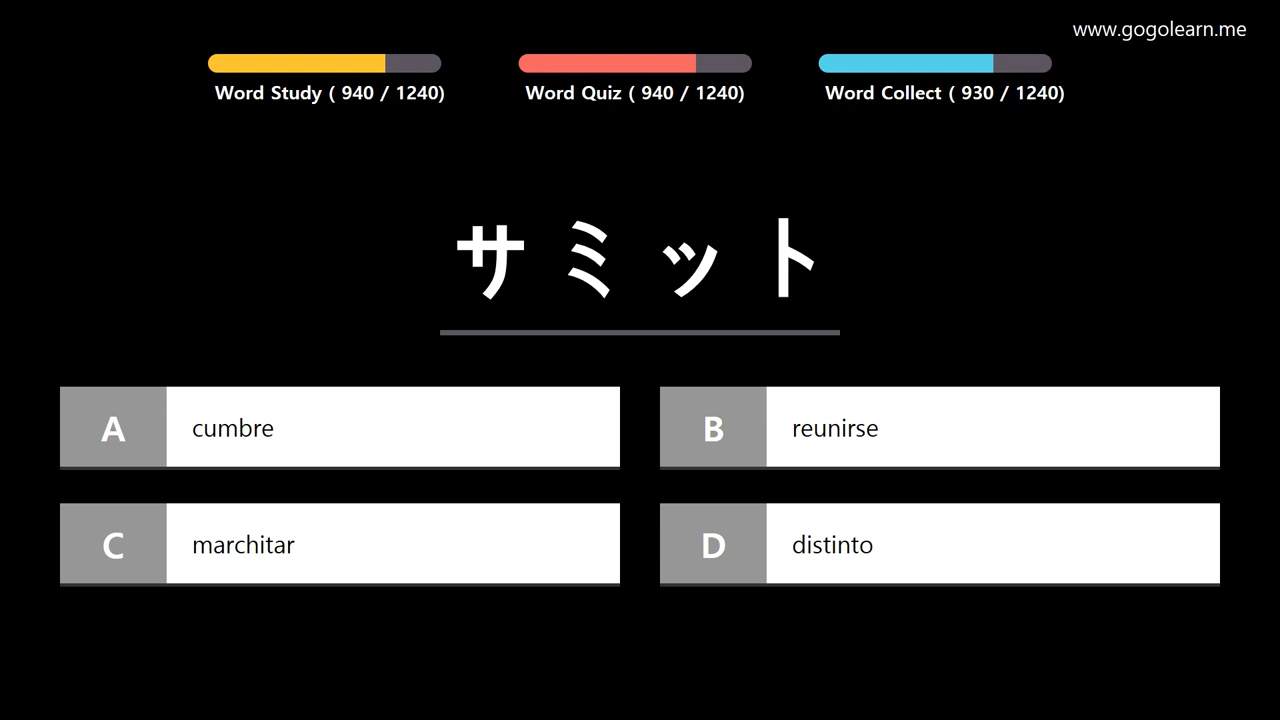 www.gogolearn.me
Word Study ( 940 / 1240)
Word Quiz ( 940 / 1240)
Word Collect ( 930 / 1240)
サミット
A cumbre
B reunirse
C marchitar
D distinto